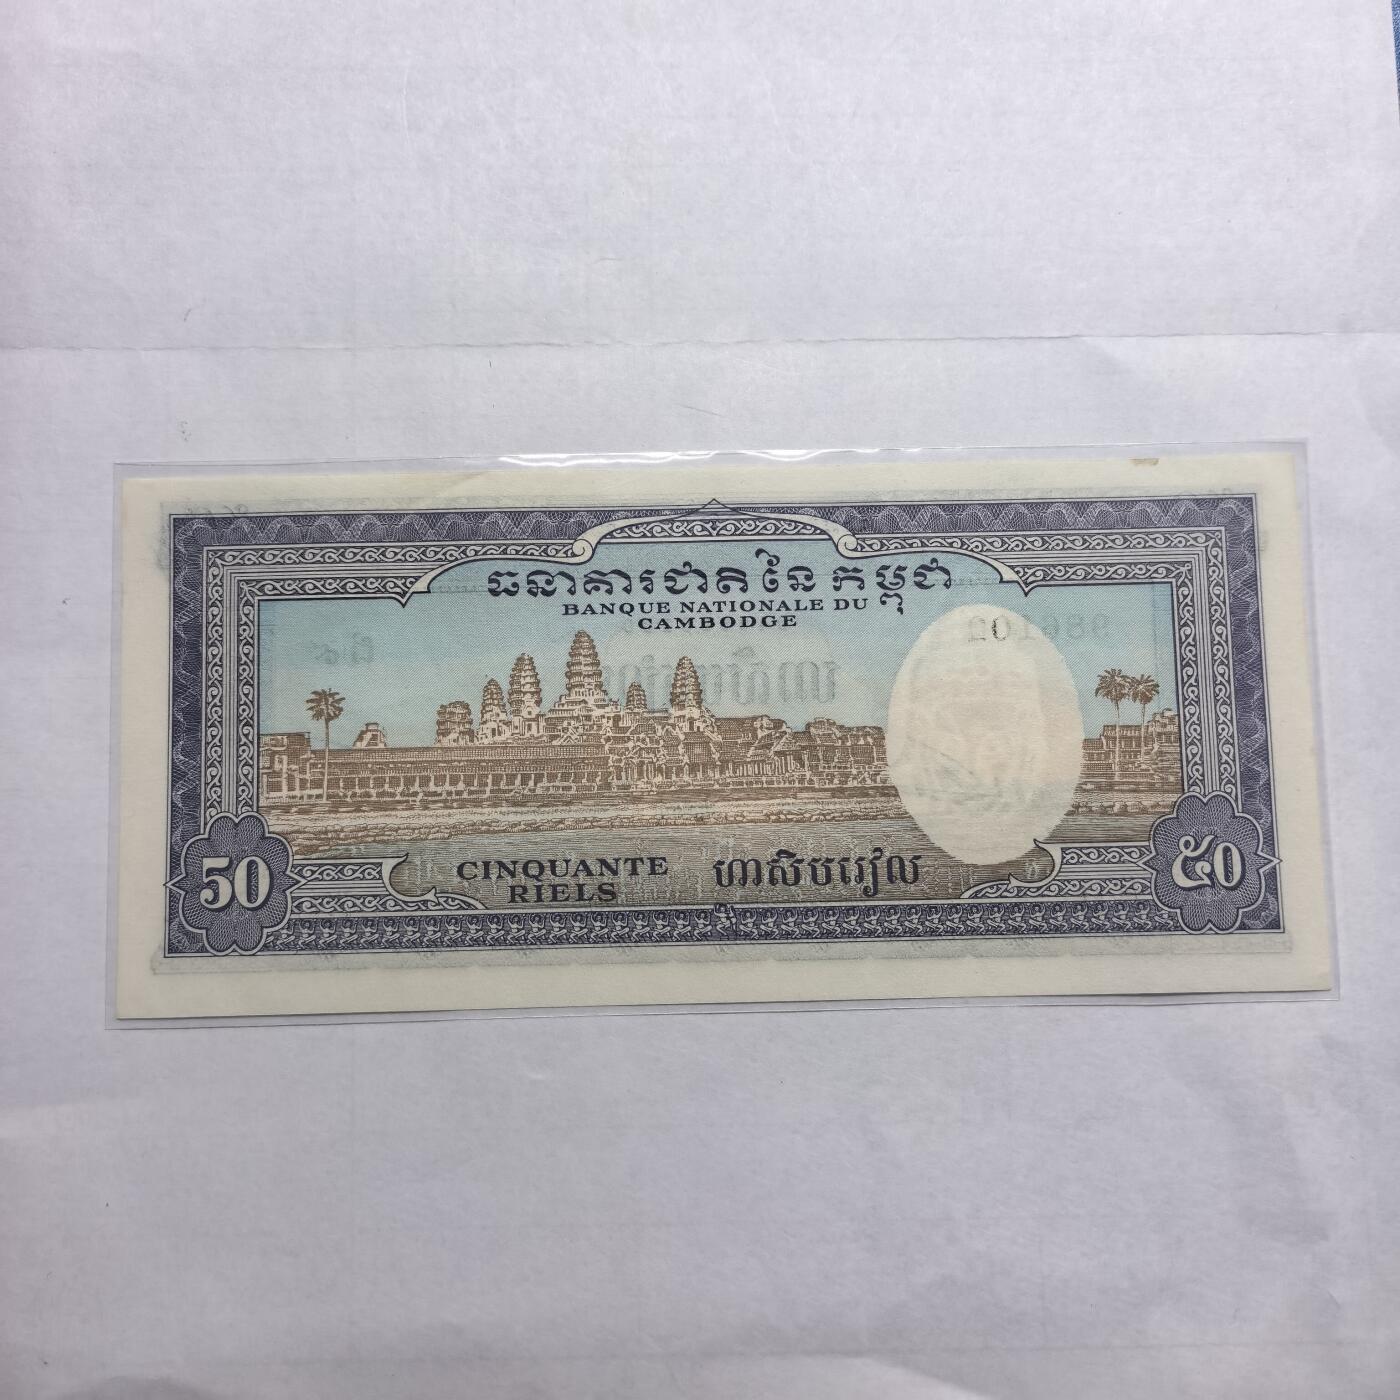 ធនាគារជាតិនៃកម្ពុជា
BANQUE NATIONALE DU
CAMBODGE
986102
50
CINQUANTE
RIELS
ហាសិបរៀល
៥០